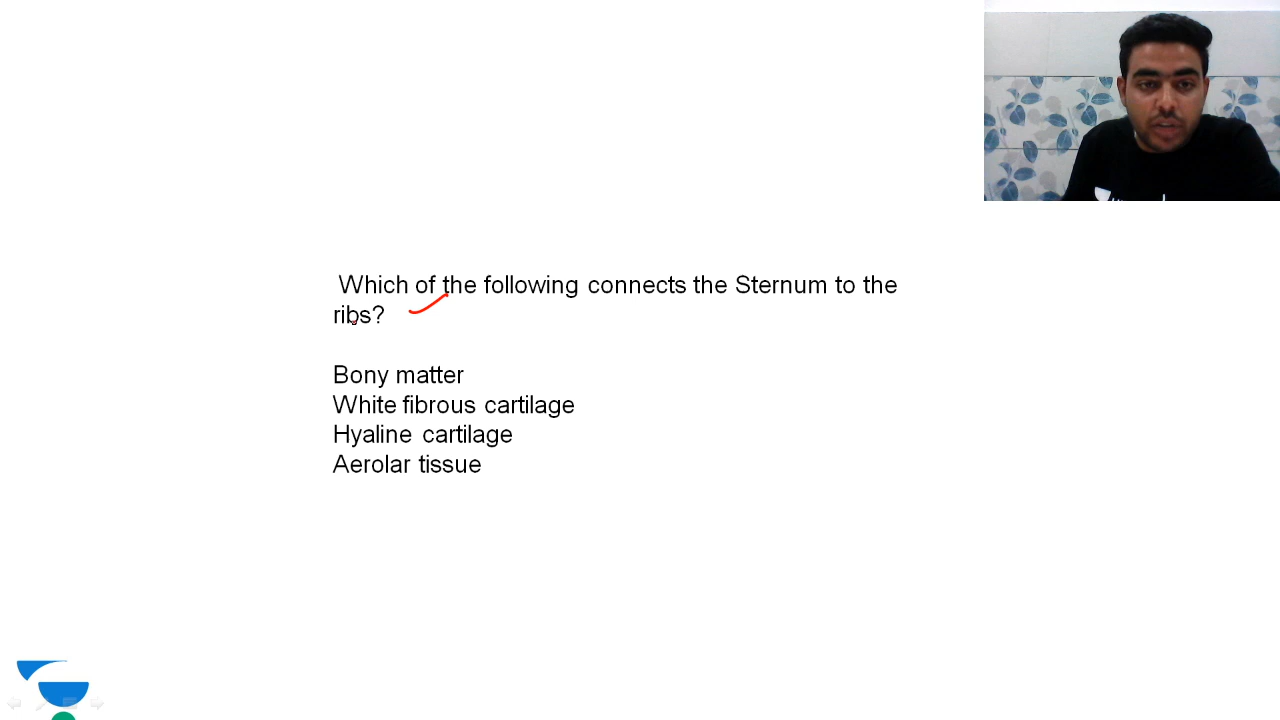 Which of the following connects the Sternum to the
ribs?
Bony matter
White fibrous cartilage
Hyaline cartilage
Aerolar tissue